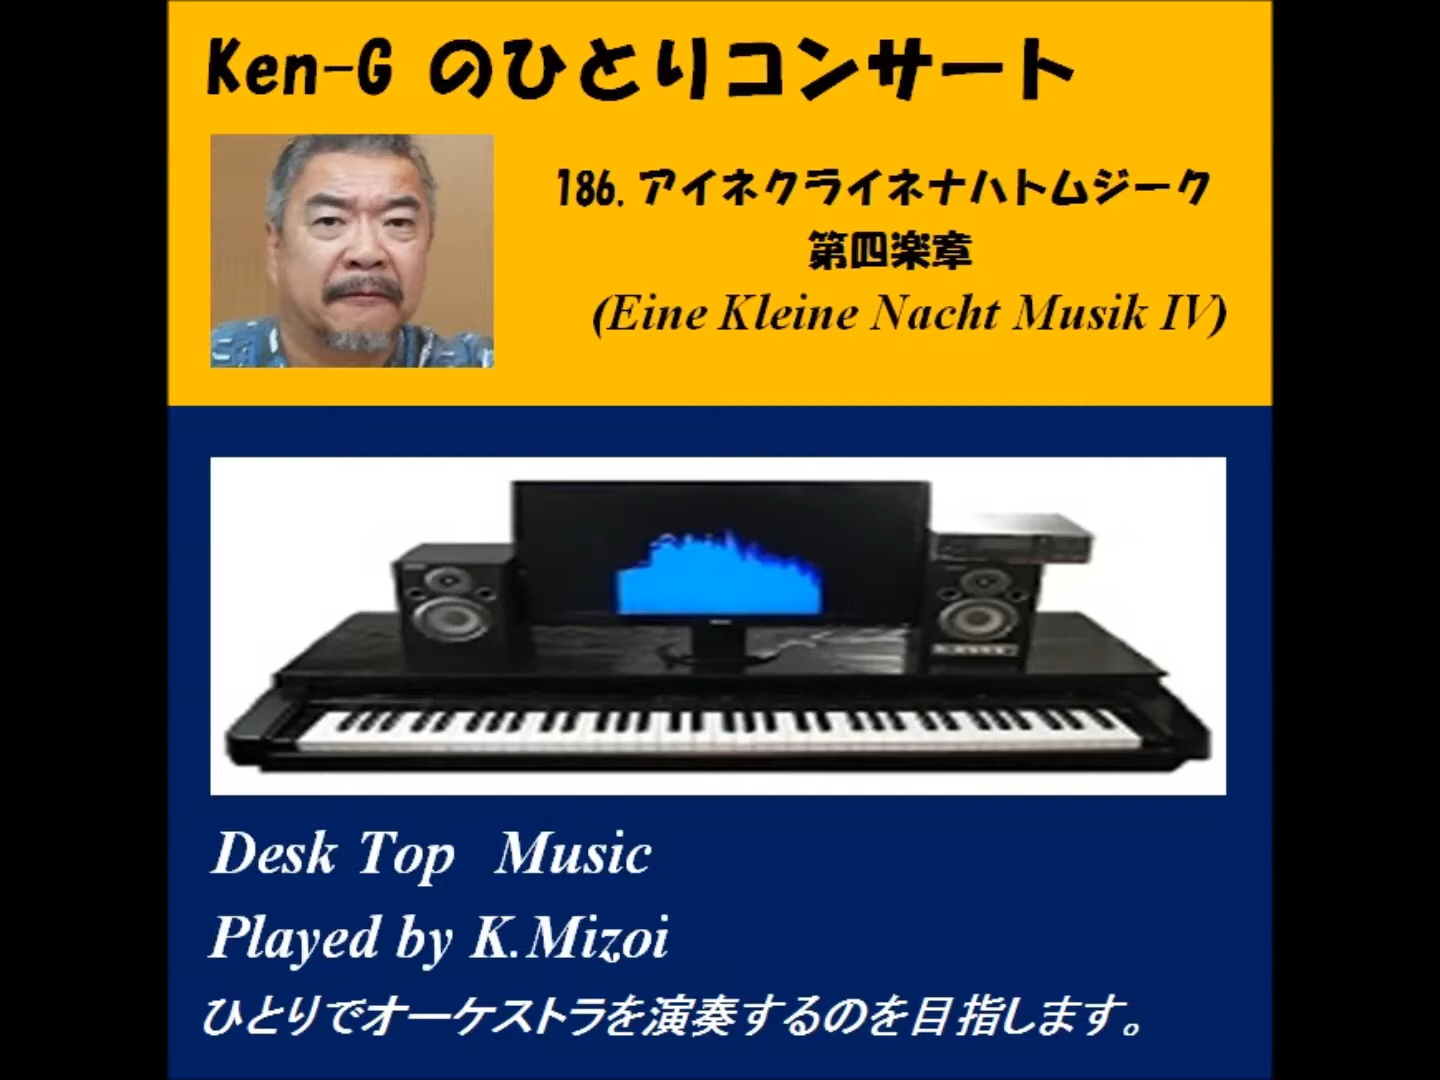 Ken-G のひとりコンサート
186. アイネクライネナハトムジーク
第四楽章
(Eine Kleine Nacht Musik IV)
Desk Top Music
Played by K.Mizoi
ひとりでオーケストラを演奏するのを目指します。